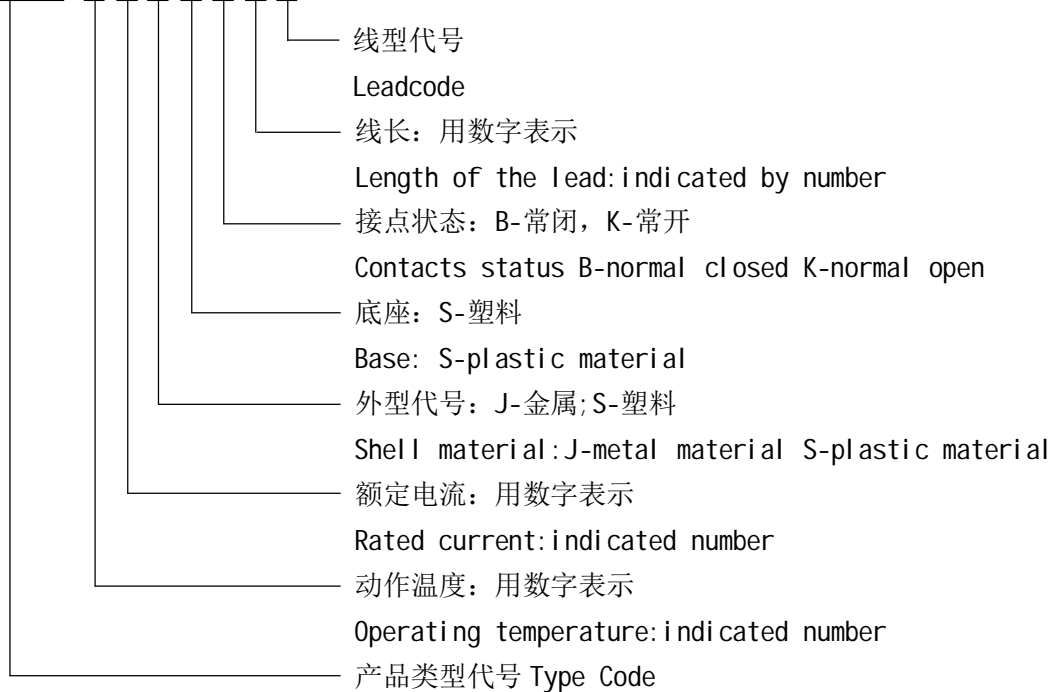 线型代号
Leadcode
线长：用数字表示
Length of the lead:indicated by number
接点状态：B-常闭，K-常开
Contacts status B-normal closed K-normal open
底座：S-塑料
Base: S-plastic material
外型代号：J-金属;S-塑料
Shell material:J-metal material S-plastic material
额定电流：用数字表示
Rated current:indicated number
动作温度：用数字表示
Operating temperature:indicated number
产品类型代号 Type Code